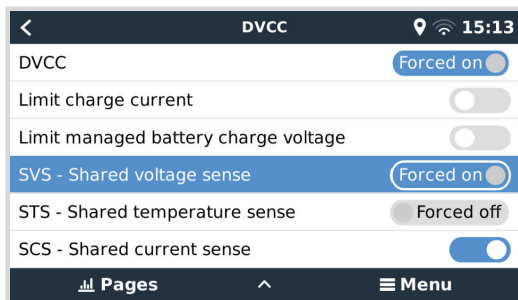 DVCC 15:13
DVCC Forced on
Limit charge current
Limit managed battery charge voltage
SVS - Shared voltage sense Forced on
STS - Shared temperature sense Forced off
SCS - Shared current sense
Pages Menu